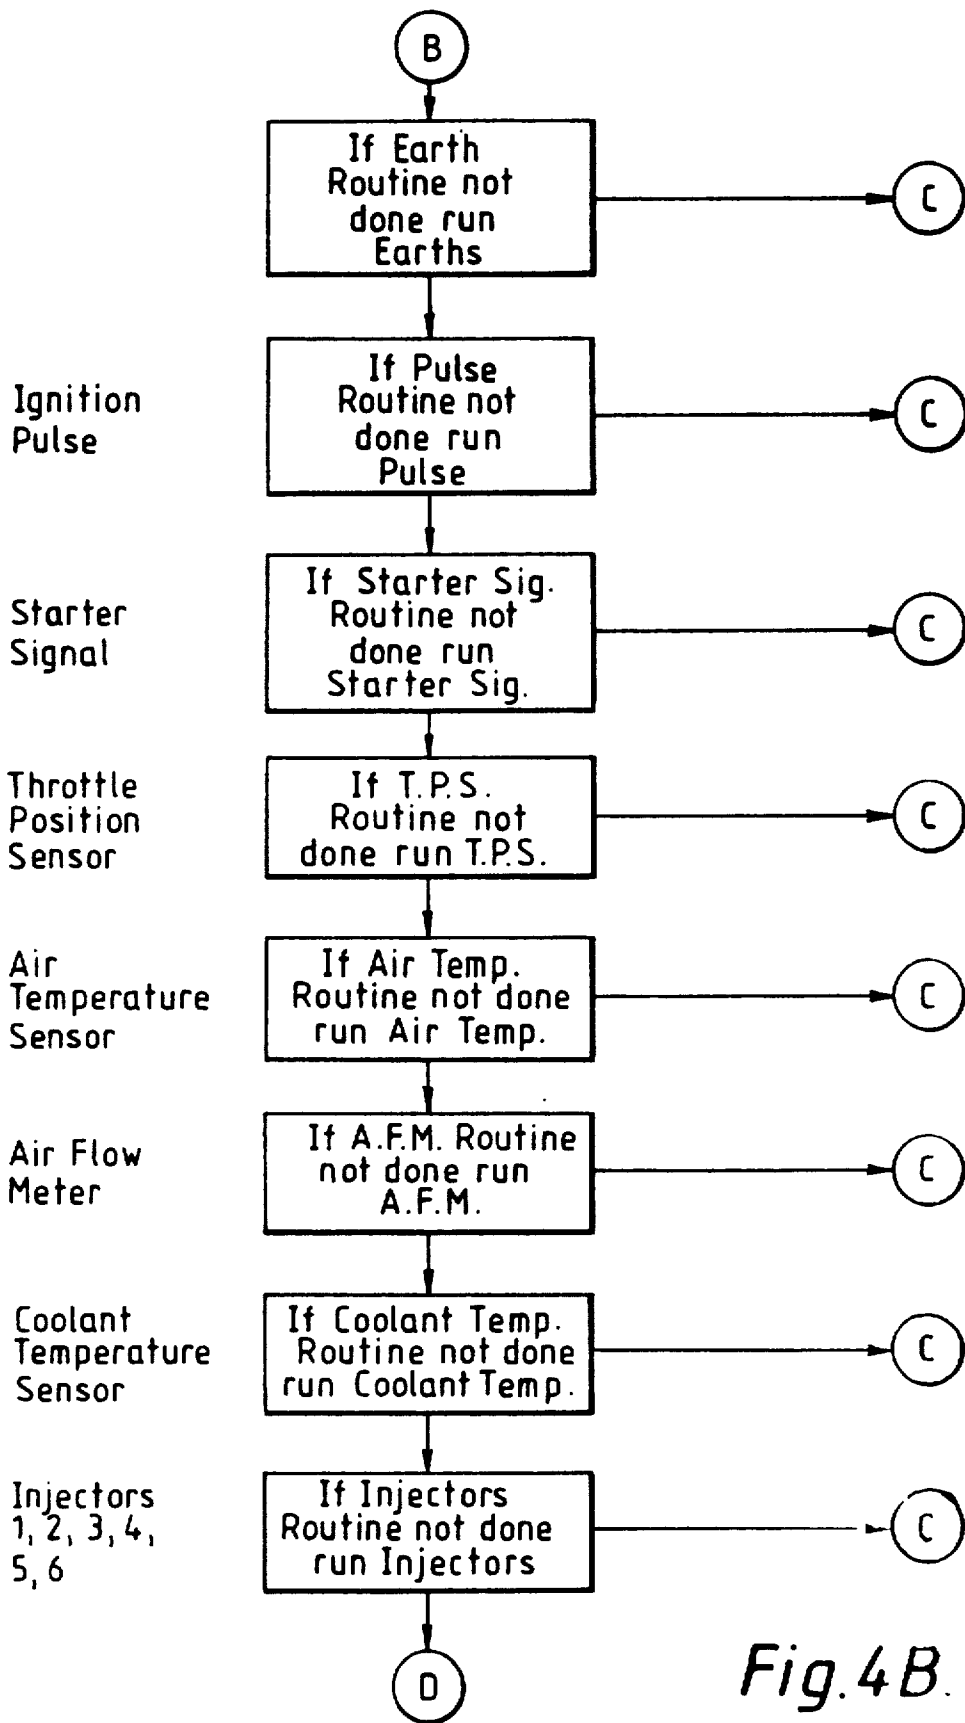 B
If Earth
Routine not
done run
Earths
C
Ignition
Pulse
If Pulse
Routine not
done run
Pulse
C
Starter
Signal
If Starter Sig.
Routine not
done run
Starter Sig.
C
Throttle
Position
Sensor
If T.P.S.
Routine not
done run T.P.S.
C
Air
Temperature
Sensor
If Air Temp.
Routine not done
run Air Temp.
C
Air Flow
Meter
If A.F.M. Routine
not done run
A.F.M.
C
Coolant
Temperature
Sensor
If Coolant Temp.
Routine not done
run Coolant Temp.
C
Injectors
1, 2, 3, 4,
5, 6
If Injectors
Routine not done
run Injectors
C
D
Fig.4B.